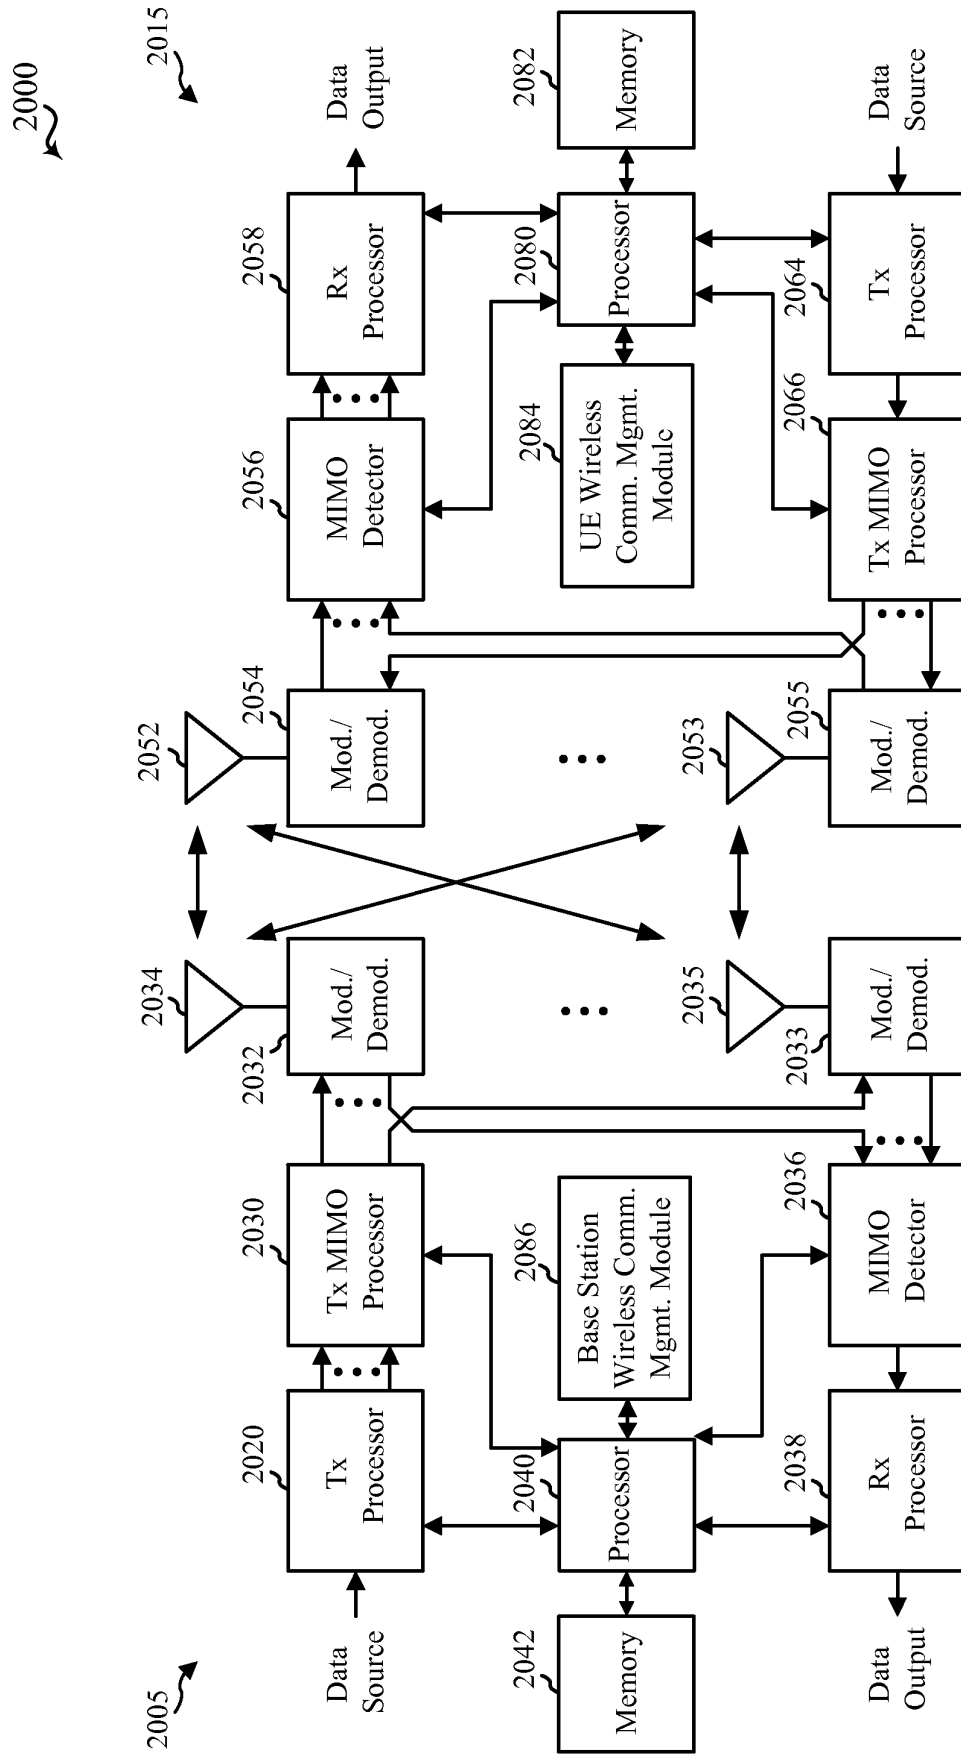 2000
2005
2015
Data
Source
2020
Tx
Processor
2030
Tx MIMO
Processor
2032
Mod./
Demod.
2034
2052
2054
Mod./
Demod.
2056
MIMO
Detector
2058
Rx
Processor
Data
Output
2042
Memory
2040
Processor
2086
Base Station
Wireless Comm.
Mgmt. Module
2084
UE Wireless
Comm. Mgmt.
Module
2080
Processor
2082
Memory
Data
Output
2038
Rx
Processor
2036
MIMO
Detector
2033
Mod./
Demod.
2035
2053
2055
Mod./
Demod.
2066
Tx MIMO
Processor
2064
Tx
Processor
Data
Source